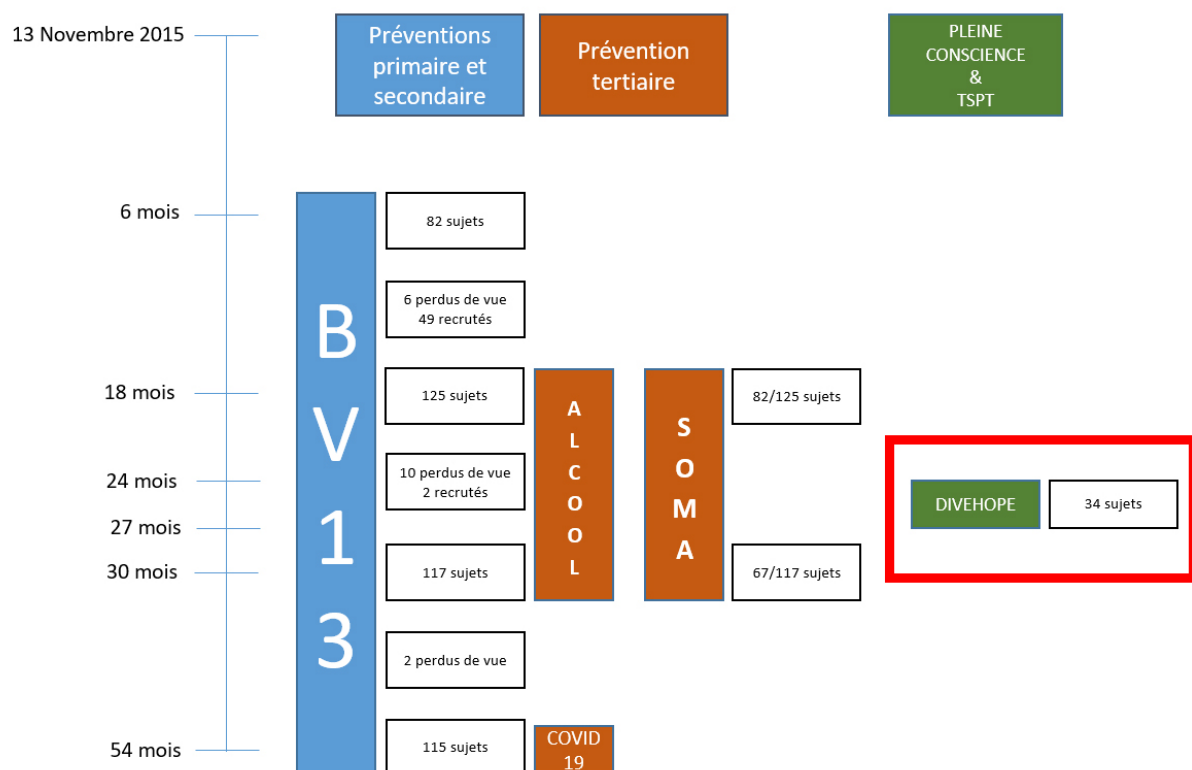 13 Novembre 2015
Préventions
primaire et
secondaire
Prévention
tertiaire
PLEINE
CONSCIENCE
&
TSPT
6 mois
82 sujets
6 perdus de vue
49 recrutés
18 mois
125 sujets
82/125 sujets
24 mois
10 perdus de vue
2 recrutés
27 mois
30 mois
117 sujets
67/117 sujets
2 perdus de vue
54 mois
115 sujets
B
V
1
3
A
L
C
O
O
L
S
O
M
A
COVID
19
DIVEHOPE
34 sujets